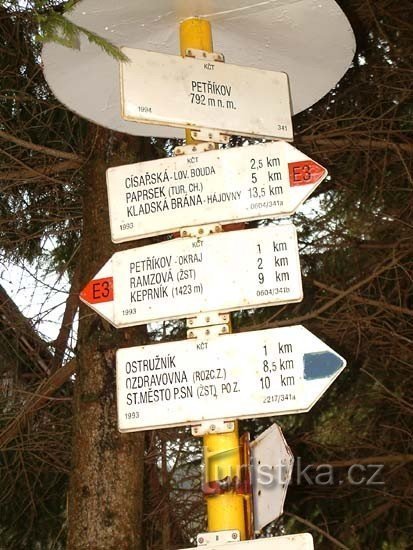 KČT
PETŘÍKOV
792 m n. m.
1994
341
KČT
CÍSAŘSKÁ - LOV. BOUDA 2,5 km
PAPRSEK (TUR. CH.) 5 km
KLADSKÁ BRÁNA - HÁJOVNY 13,5 km
E3
1993
0604/341a
KČT
PETŘÍKOV - OKRAJ 1 km
RAMZOVÁ (ŽST) 2 km
KEPRNÍK (1423 m) 9 km
E3
1993
0604/341
KČT
OSTRUŽNÍK 1 km
OZDRAVOVNA (ROZC. Z.) 8,5 km
ST. MĚSTO P. SN (ŽST), PO Z. 10 km
1993
2217/341a
Turistika.cz